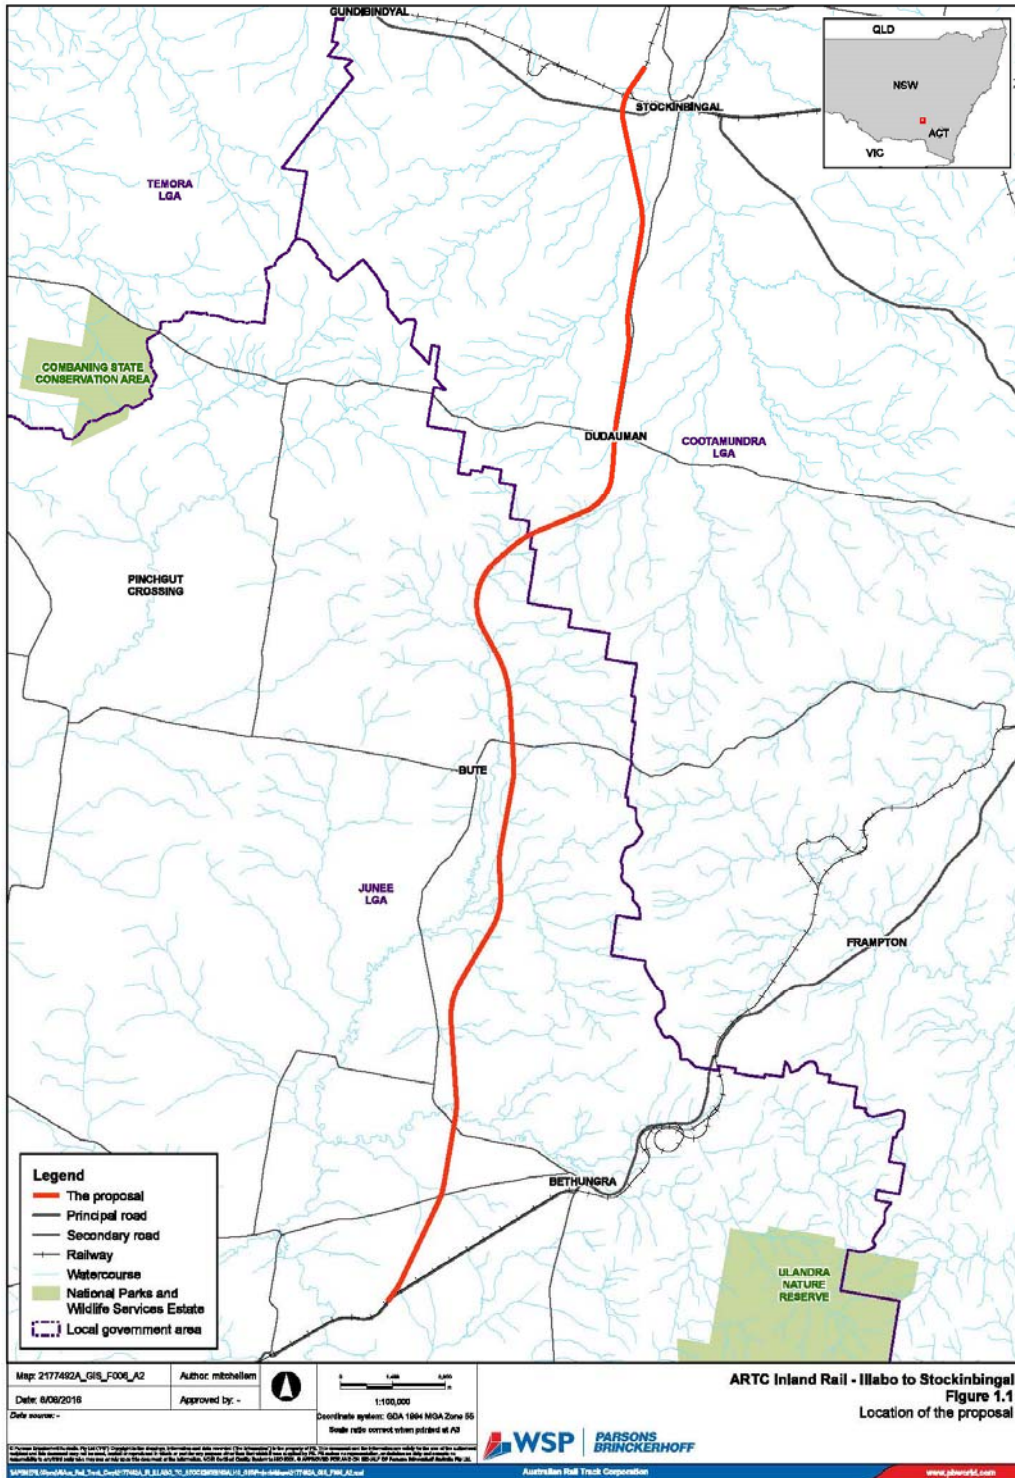 GUNDIBINDYAL
QLD
NSW
ACT
VIC
STOCKINBINGAL
TEMORA
LGA
COMBANING STATE
CONSERVATION AREA
DUDAUMAN
COOTAMUNDRA
LGA
PINCHGUT
CROSSING
BUTE
JUNEE
LGA
FRAMPTON
BETHUNGRA
ULANDRA
NATURE
RESERVE
Legend
The proposal
Principal road
Secondary road
Railway
Watercourse
National Parks and
Wildlife Services Estate
Local government area
Map: 2177492A_GIS_F006_A2
Author: mitchellem
Date: 6/06/2016
Approved by: -
Data source: -
0
1:100,000
Coordinate system: GDA 1994 MGA Zone 55
Scale ratio correct when printed at A3
ARTC Inland Rail - Illabo to Stockinbingal
Figure 1.1
Location of the proposal
WSP
PARSONS
BRINCKERHOFF
Australian Rail Track Corporation
www.pbworld.com